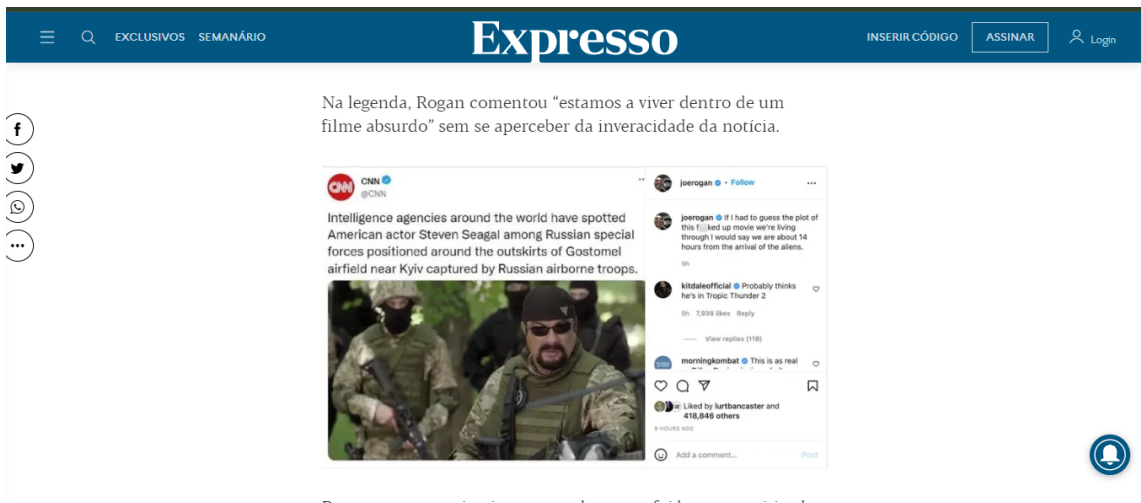 EXCLUSIVOS SEMANÁRIO
Expresso
INSERIR CÓDIGO
ASSINAR
Login
Na legenda, Rogan comentou “estamos a viver dentro de um
filme absurdo” sem se aperceber da inveracidade da notícia.
CNN
CNN
@CNN
Intelligence agencies around the world have spotted
American actor Steven Seagal among Russian special
forces positioned around the outskirts of Gostomel
airfield near Kyiv captured by Russian airborne troops.
joerogan • Follow
joerogan If I had to guess the plot of
this f ked up movie we're living
through I would say we are about 14
hours from the arrival of the aliens.
9h
kitdaleofficial Probably thinks
he's in Tropic Thunder 2
9h 7,938 likes Reply
View replies (118)
morningkombat This is as real
Liked by lurtbancaster and
418,846 others
9 HOURS AGO
Add a comment...
Post